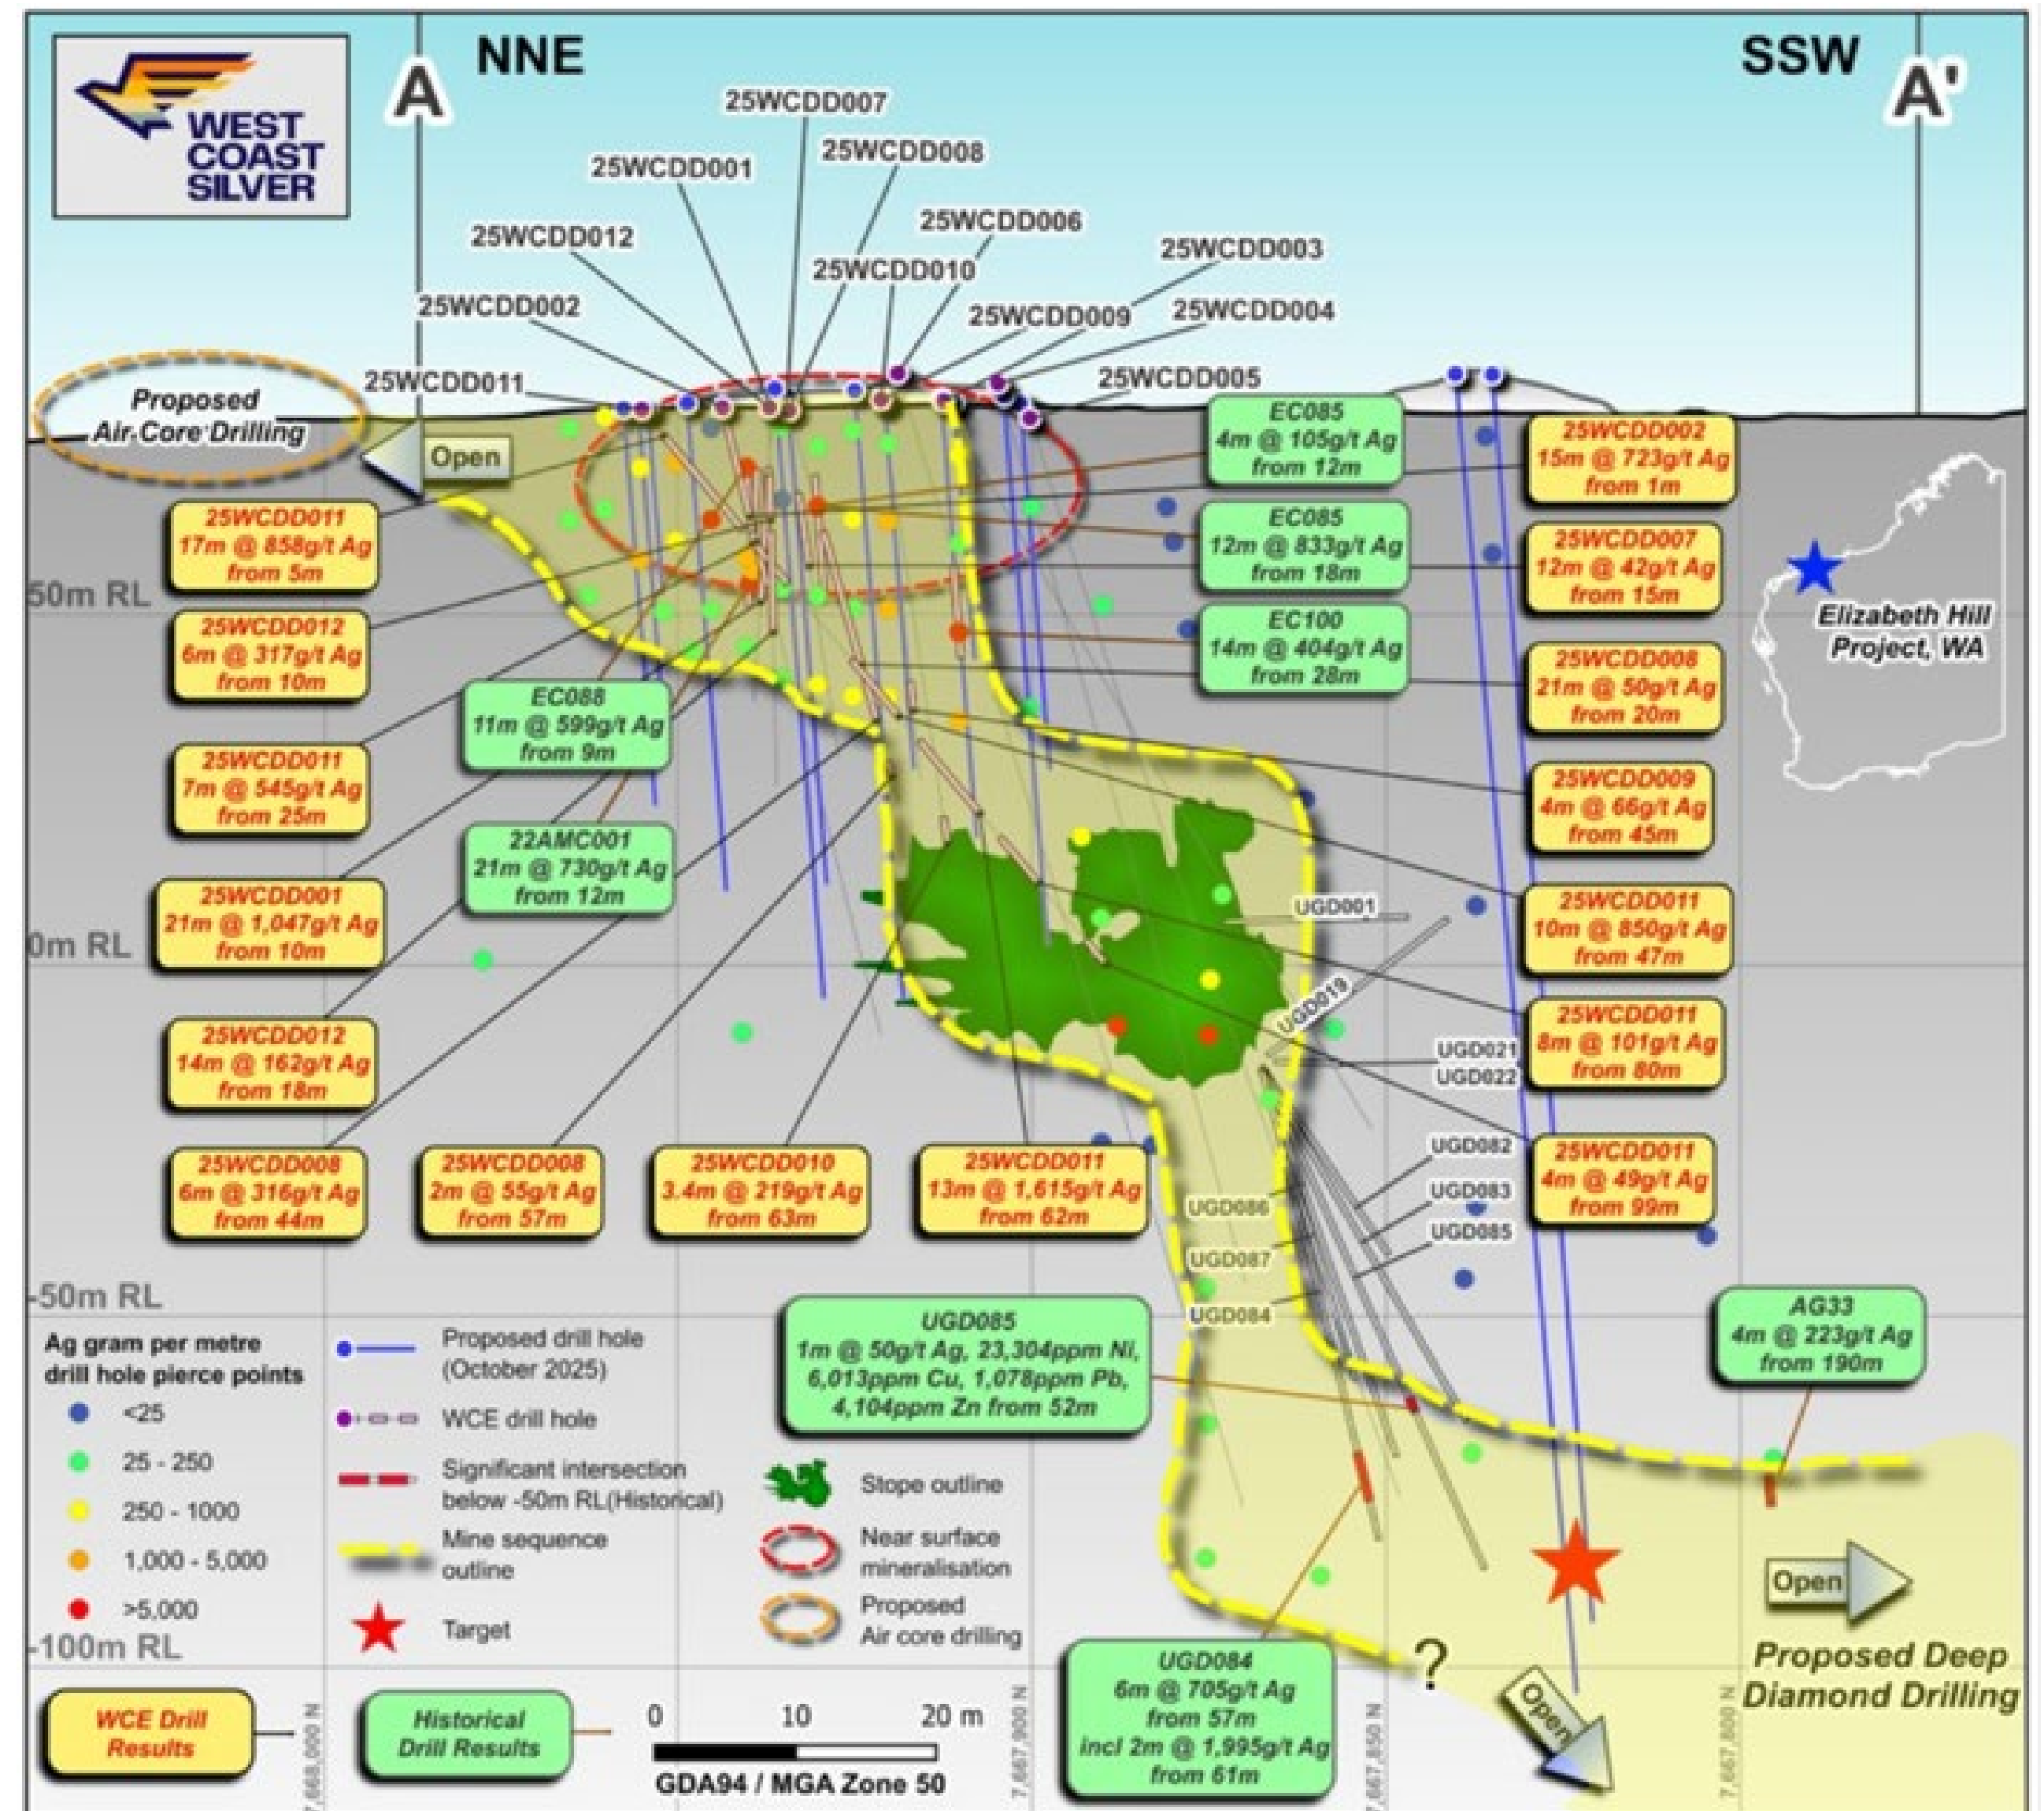 NNE
SSW
A
A'
WEST
COAST
SILVER
25WCDD007
25WCDD008
25WCDD001
25WCDD006
25WCDD012
25WCDD003
25WCDD010
25WCDD002
25WCDD009
25WCDD004
25WCDD011
25WCDD005
Proposed
Air Core Drilling
Open
EC085
4m @ 105g/t Ag
from 12m
25WCDD002
15m @ 723g/t Ag
from 1m
25WCDD011
17m @ 858g/t Ag
from 5m
EC085
12m @ 833g/t Ag
from 18m
25WCDD007
12m @ 42g/t Ag
from 15m
50m RL
Elizabeth Hill
Project, WA
25WCDD012
6m @ 317g/t Ag
from 10m
EC100
14m @ 404g/t Ag
from 28m
25WCDD008
21m @ 50g/t Ag
from 20m
EC088
11m @ 599g/t Ag
from 9m
25WCDD011
7m @ 545g/t Ag
from 25m
25WCDD009
4m @ 66g/t Ag
from 45m
22AMC001
21m @ 730g/t Ag
from 12m
25WCDD001
21m @ 1,047g/t Ag
from 10m
25WCDD011
10m @ 850g/t Ag
from 47m
UGD001
0m RL
UGD019
25WCDD012
14m @ 162g/t Ag
from 18m
25WCDD011
8m @ 101g/t Ag
from 80m
UGD021
UGD022
25WCDD008
6m @ 316g/t Ag
from 44m
25WCDD008
2m @ 55g/t Ag
from 57m
25WCDD010
3.4m @ 219g/t Ag
from 63m
25WCDD011
13m @ 1,615g/t Ag
from 62m
UGD082
UGD083
UGD085
25WCDD011
4m @ 49g/t Ag
from 99m
UGD086
UGD087
UGD084
-50m RL
UGD085
1m @ 50g/t Ag, 23,304ppm Ni,
6,013ppm Cu, 1,078ppm Pb,
4,104ppm Zn from 52m
AG33
4m @ 223g/t Ag
from 190m
Ag gram per metre
drill hole pierce points
<25
25 - 250
250 - 1000
1,000 - 5,000
>5,000
Proposed drill hole
(October 2025)
WCE drill hole
Significant intersection
below -50m RL(Historical)
Mine sequence
outline
Target
Stope outline
Near surface
mineralisation
Proposed
Air core drilling
Open
-100m RL
?
Open
Proposed Deep
Diamond Drilling
UGD084
6m @ 705g/t Ag
from 57m
incl 2m @ 1,995g/t Ag
from 61m
WCE Drill
Results
Historical
Drill Results
0 10 20 m
GDA94 / MGA Zone 50
7,668,000 N
7,667,900 N
7,667,850 N
7,667,800 N